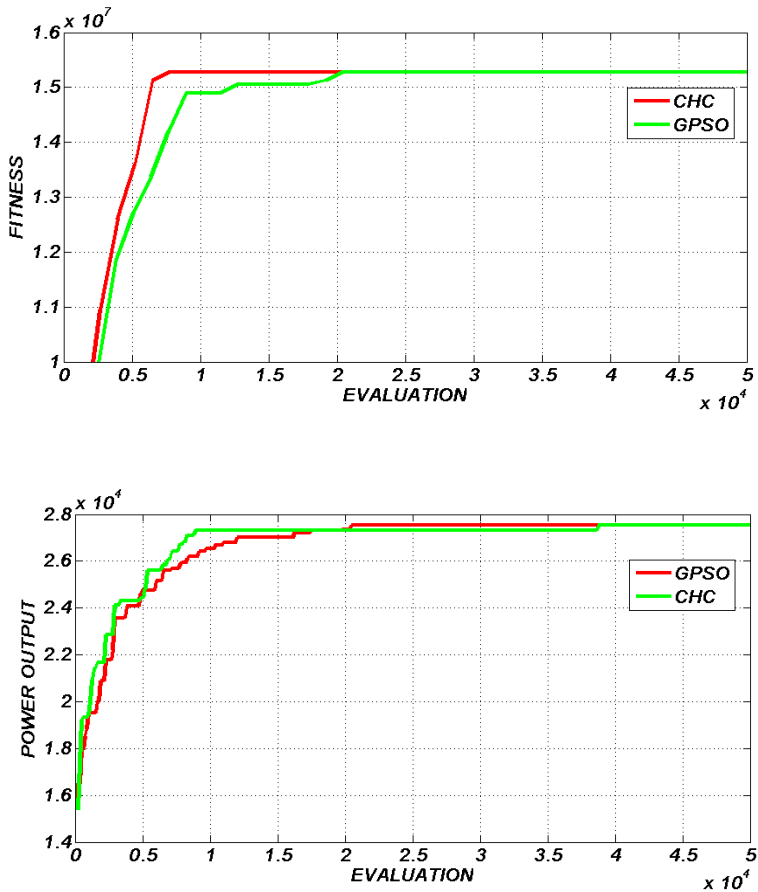 x 10^7
1.6
1.5
1.4
1.3
1.2
1.1
1
FITNESS
CHC
GPSO
0 0.5 1 1.5 2 2.5 3 3.5 4 4.5 5
EVALUATION
x 10^4
x 10^4
2.8
2.6
2.4
2.2
2
1.8
1.6
1.4
POWER OUTPUT
GPSO
CHC
0 0.5 1 1.5 2 2.5 3 3.5 4 4.5 5
EVALUATION
x 10^4